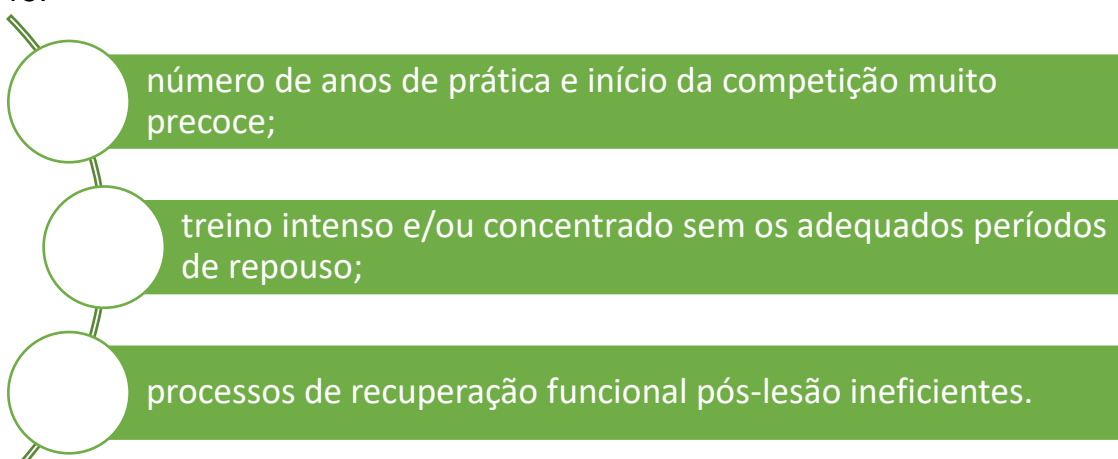 número de anos de prática e início da competição muito
precoce;
treino intenso e/ou concentrado sem os adequados períodos
de repouso;
processos de recuperação funcional pós-lesão ineficientes.